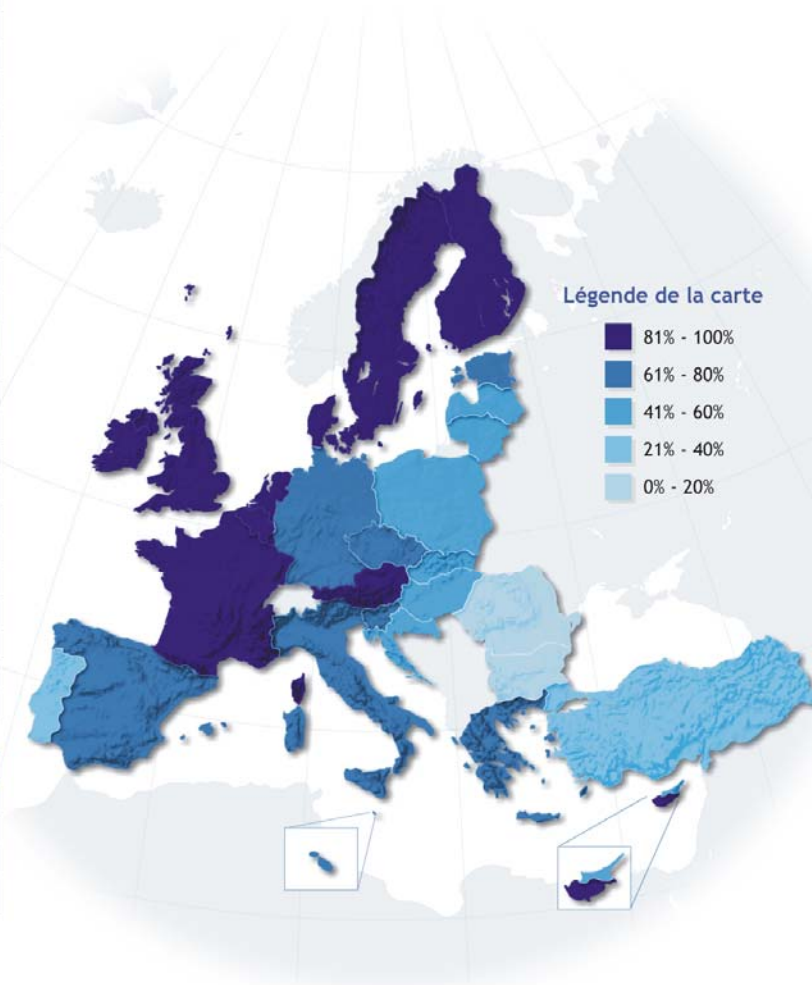 Légende de la carte
81% - 100%
61% - 80%
41% - 60%
21% - 40%
0% - 20%